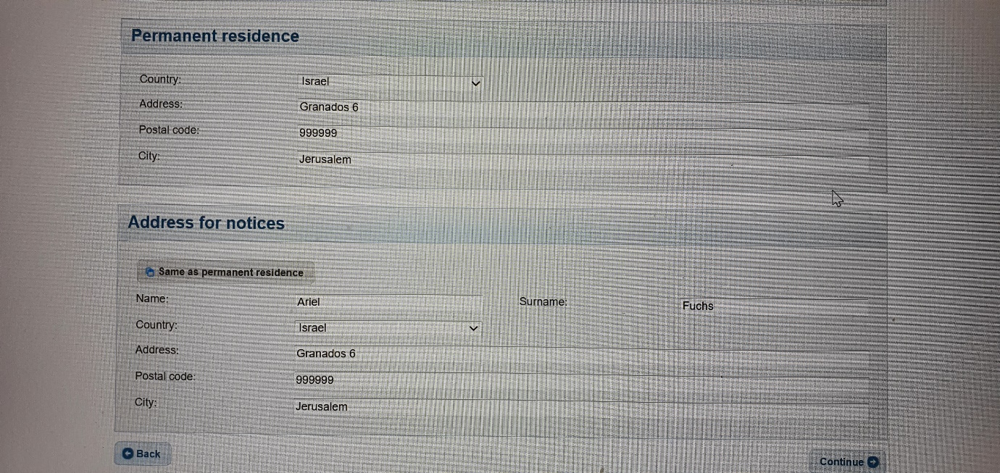 Permanent residence
Country: Israel
Address: Granados 6
Postal code: 999999
City: Jerusalem
Address for notices
Same as permanent residence
Name: Ariel Surname: Fuchs
Country: Israel
Address: Granados 6
Postal code: 999999
City: Jerusalem
Back Continue